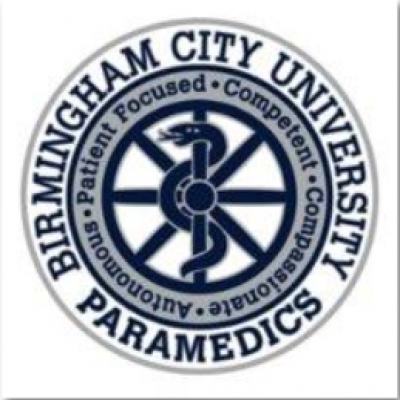 BIRMINGHAM CITY UNIVERSITY
PARAMEDICS
Patient Focused • Competent • Compassionate • Autonomous •